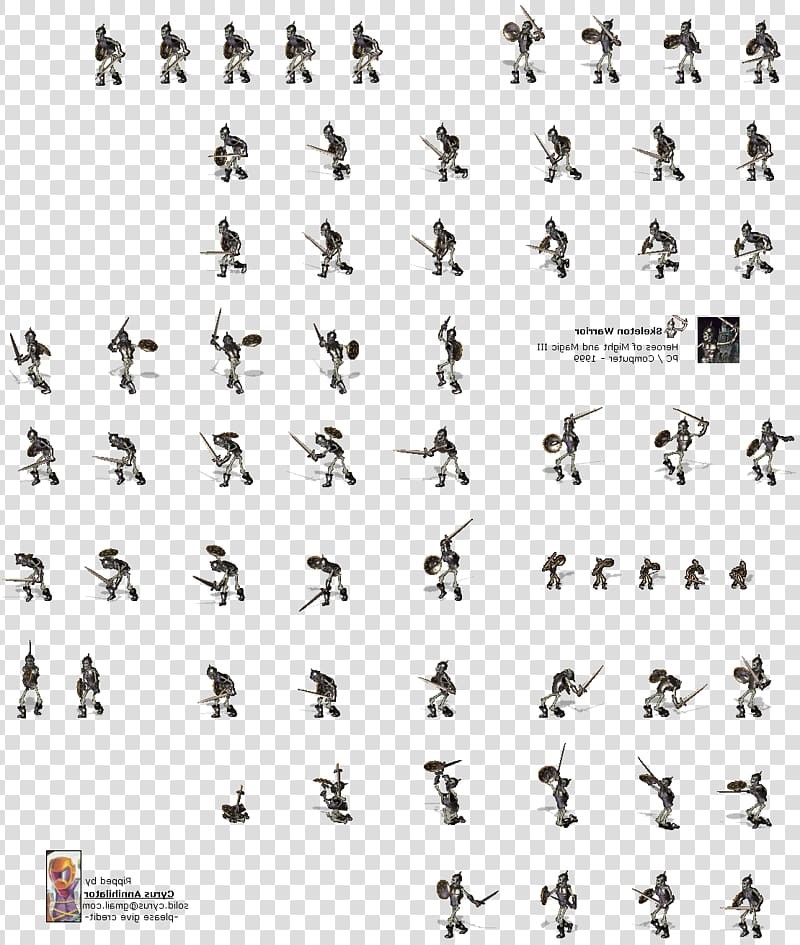 Skeleton Warrior
Heroes of Might and Magic III
PC / Computer - 1999
Ripped by
Cyrus Annihilator
solid.cyrus@gmail.com
-please give credit-